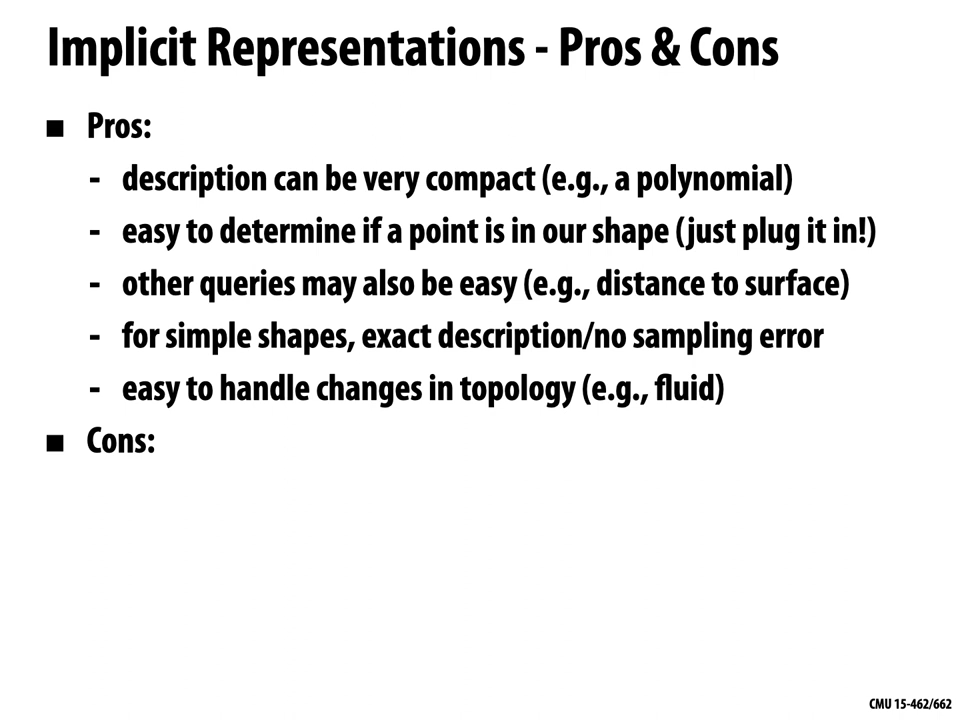 Implicit Representations - Pros & Cons
■ Pros:
- description can be very compact (e.g., a polynomial)
- easy to determine if a point is in our shape (just plug it in!)
- other queries may also be easy (e.g., distance to surface)
- for simple shapes, exact description/no sampling error
- easy to handle changes in topology (e.g., fluid)
■ Cons:
CMU 15-462/662